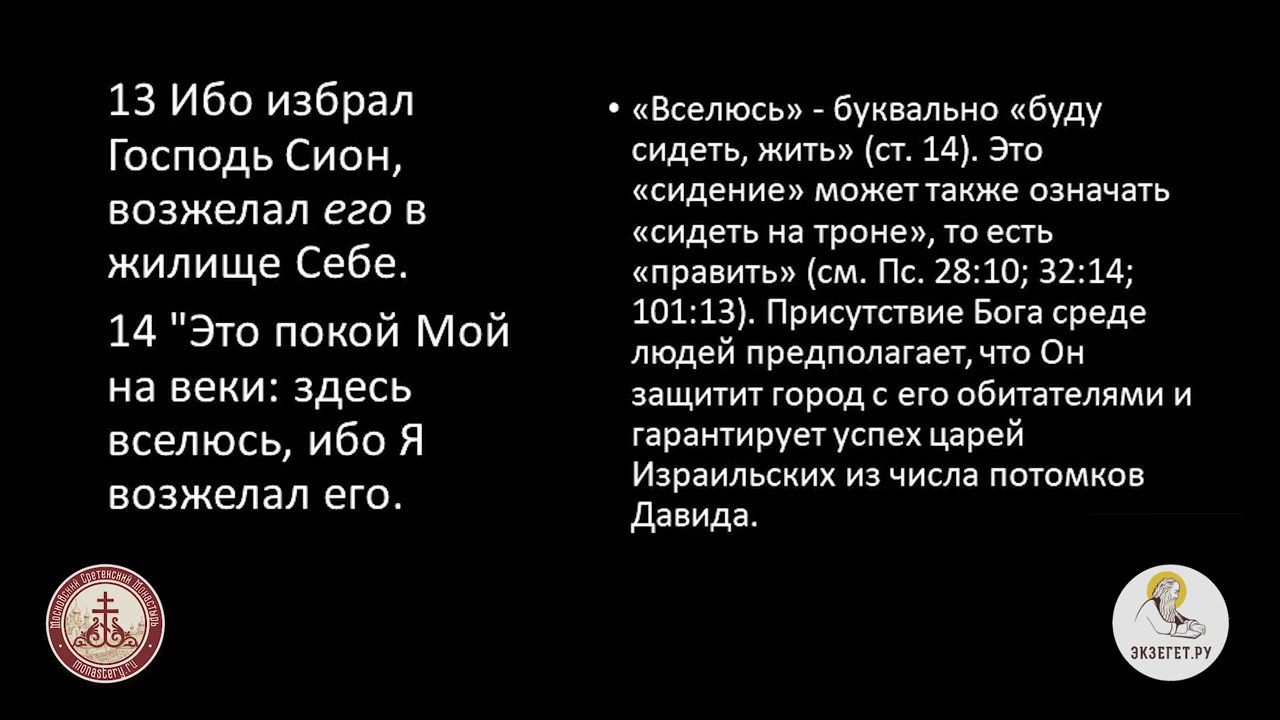 13 Ибо избрал
Господь Сион,
возжелал его в
жилище Себе.
14 "Это покой Мой
на веки: здесь
вселюсь, ибо Я
возжелал его.
• «Вселюсь» - буквально «буду
сидеть, жить» (ст. 14). Это
«сидение» может также означать
«сидеть на троне», то есть
«править» (см. Пс. 28:10; 32:14;
101:13). Присутствие Бога среде
людей предполагает, что Он
защитит город с его обитателями и
гарантирует успех царей
Израильских из числа потомков
Давида.
Московский Сретенский Монастырь
monastery.ru
ЭКЗЕГЕТ.РУ